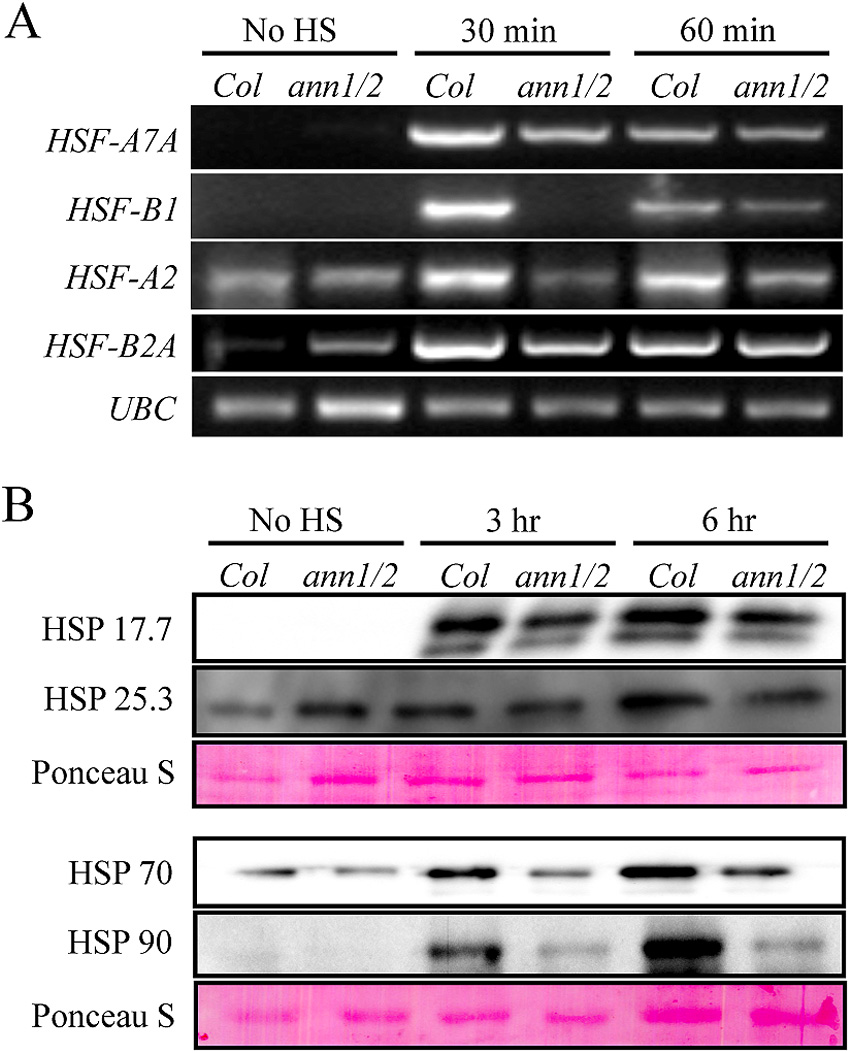 A
No HS 30 min 60 min
Col ann1/2 Col ann1/2 Col ann1/2
HSF-A7A
HSF-B1
HSF-A2
HSF-B2A
UBC
B
No HS 3 hr 6 hr
Col ann1/2 Col ann1/2 Col ann1/2
HSP 17.7
HSP 25.3
Ponceau S
HSP 70
HSP 90
Ponceau S